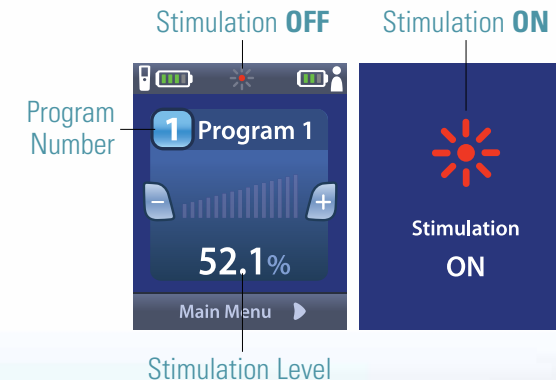 Stimulation OFF
Stimulation ON
Program
Number
1 Program 1
- +
52.1%
Main Menu
Stimulation
ON
Stimulation Level